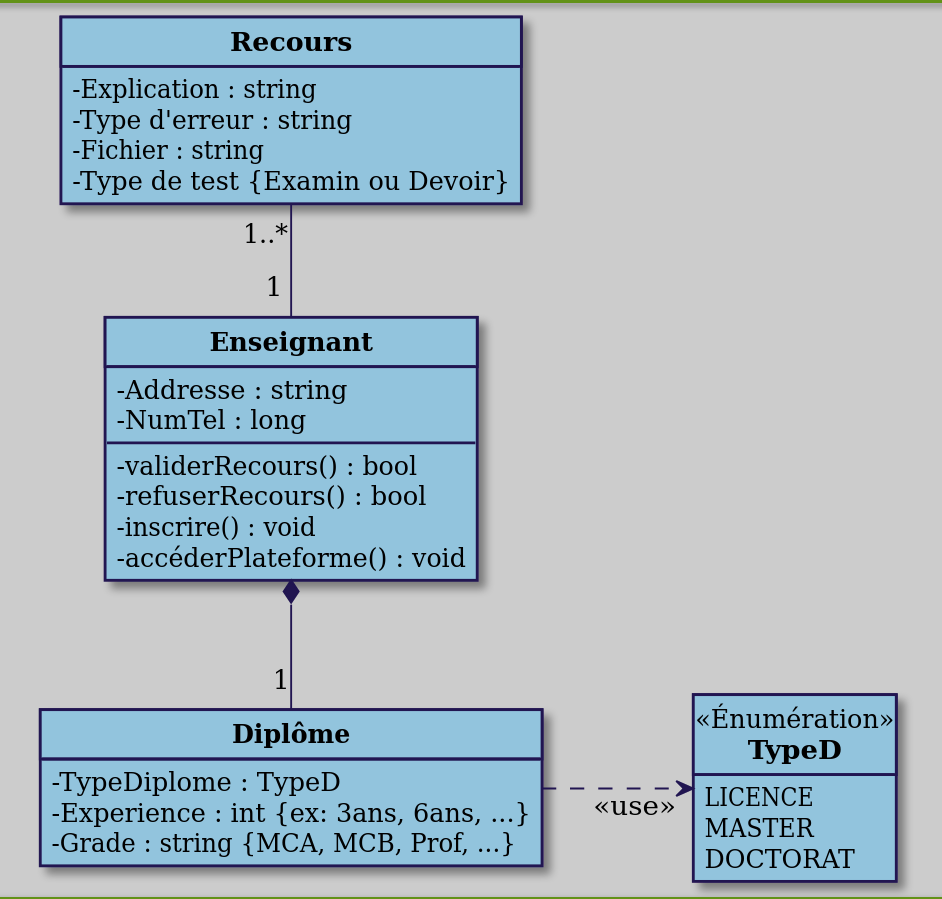 Recours
-Explication : string
-Type d'erreur : string
-Fichier : string
-Type de test {Examin ou Devoir}
1..*
1
Enseignant
-Addresse : string
-NumTel : long
-validerRecours() : bool
-refuserRecours() : bool
-inscrire() : void
-accéderPlateforme() : void
1
Diplôme
-TypeDiplome : TypeD
-Experience : int {ex: 3ans, 6ans, ...}
-Grade : string {MCA, MCB, Prof, ...}
«use»
«Énumération»
TypeD
LICENCE
MASTER
DOCTORAT